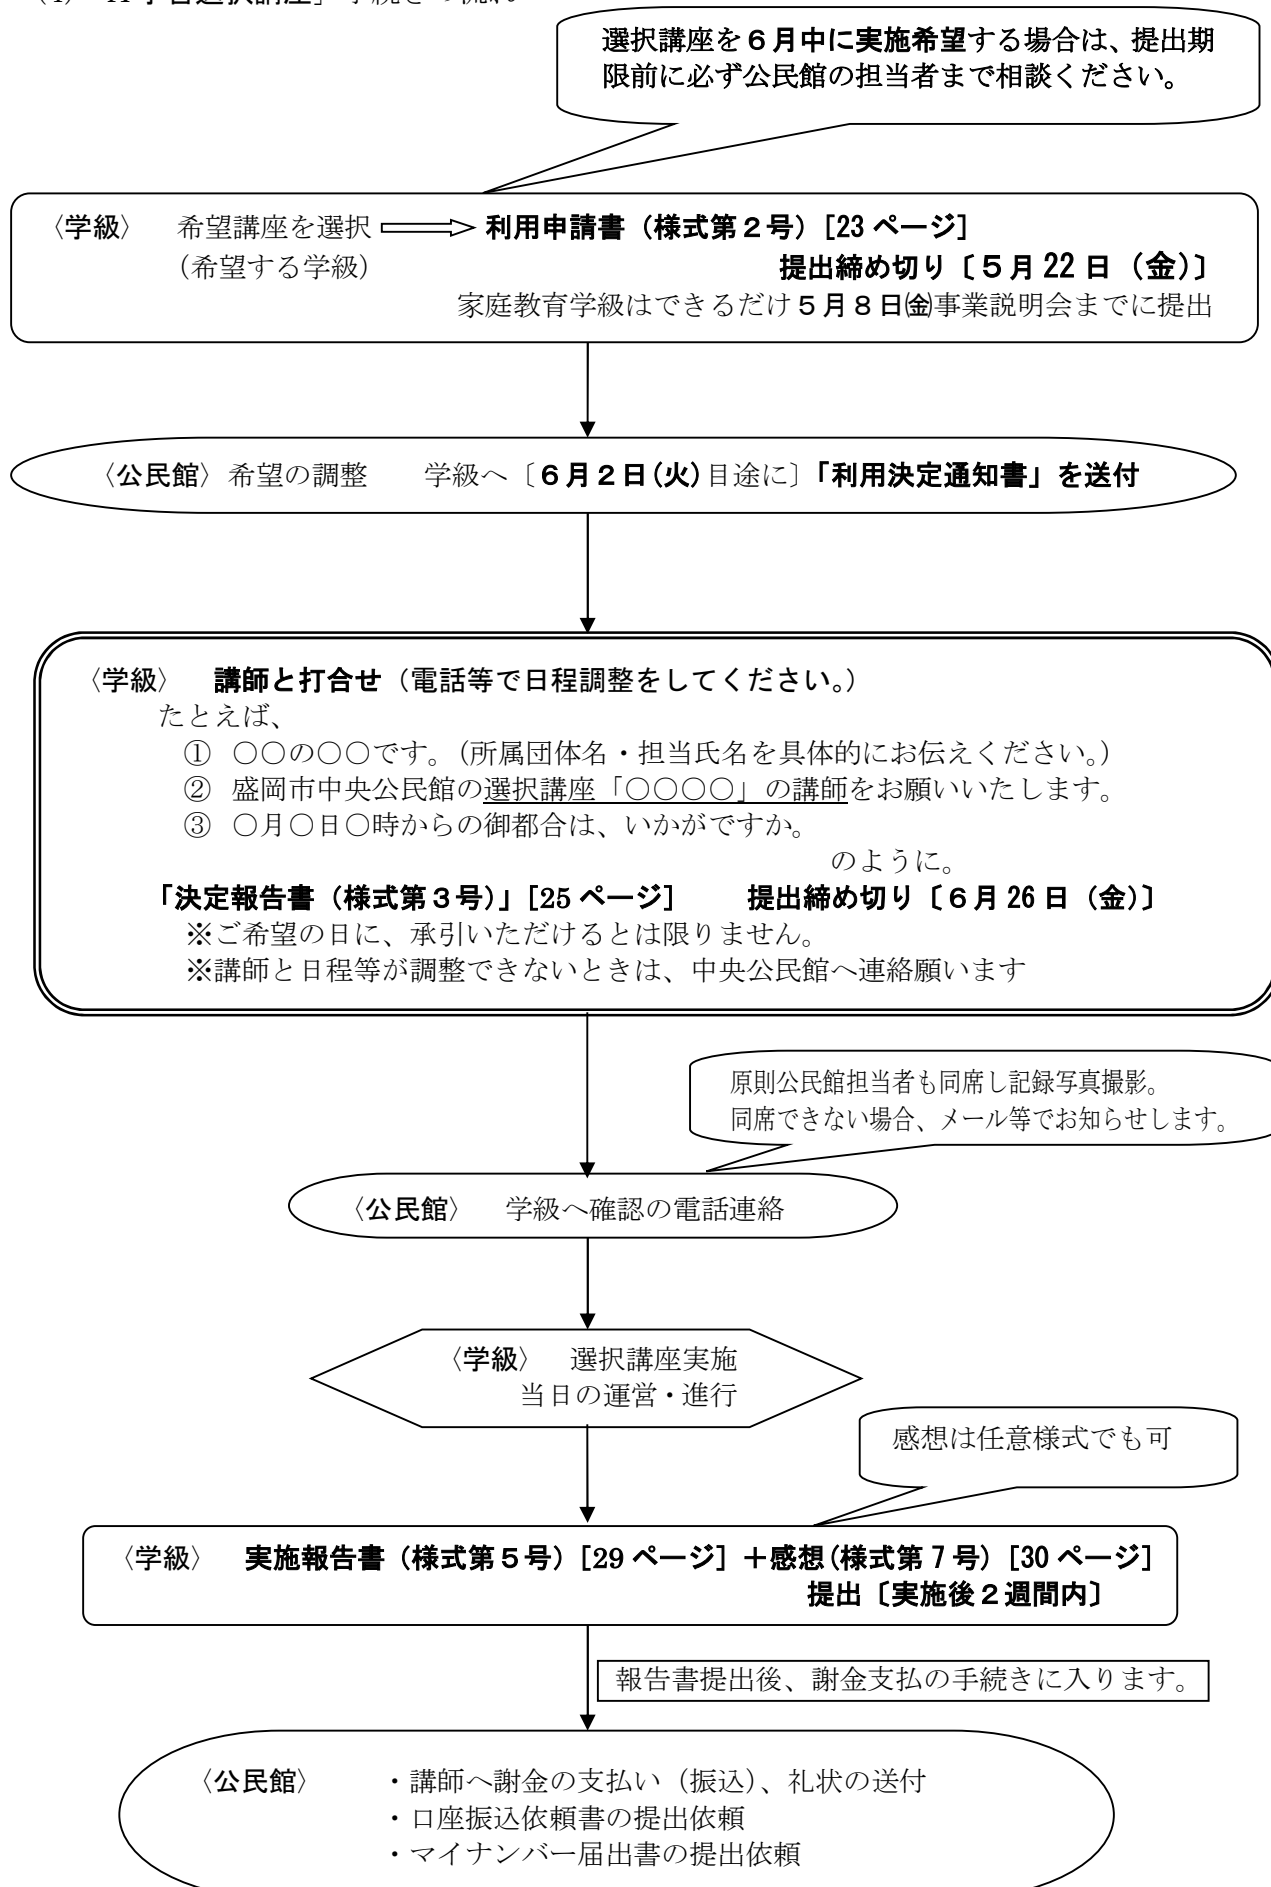 選択講座を６月中に実施希望する場合は、提出期
限前に必ず公民館の担当者まで相談ください。
〈学級〉　希望講座を選択 利用申請書（様式第２号）［23 ページ］
（希望する学級）　提出締め切り〔５月 22 日（金）〕
家庭教育学級はできるだけ５月８日㈮事業説明会までに提出
〈公民館〉希望の調整　　学級へ〔６月２日(火)目途に〕「利用決定通知書」を送付
〈学級〉　講師と打合せ（電話等で日程調整をしてください。）
たとえば、
① 〇〇の〇〇です。（所属団体名・担当氏名を具体的にお伝えください。）
② 盛岡市中央公民館の選択講座「〇〇〇〇」の講師をお願いいたします。
③ 〇月〇日〇時からの御都合は、いかがですか。
のように。
「決定報告書（様式第３号）」［25 ページ］　　提出締め切り〔６月 26 日（金）〕
※ご希望の日に、承引いただけるとは限りません。
※講師と日程等が調整できないときは、中央公民館へ連絡願います
原則公民館担当者も同席し記録写真撮影。
同席できない場合、メール等でお知らせします。
〈公民館〉　学級へ確認の電話連絡
〈学級〉　選択講座実施
当日の運営・進行
感想は任意様式でも可
〈学級〉　実施報告書（様式第５号）［29 ページ］＋感想（様式第７号）［30 ページ］
提出〔実施後２週間内〕
報告書提出後、謝金支払の手続きに入ります。
〈公民館〉　・講師へ謝金の支払い（振込）、礼状の送付
・口座振込依頼書の提出依頼
・マイナンバー届出書の提出依頼